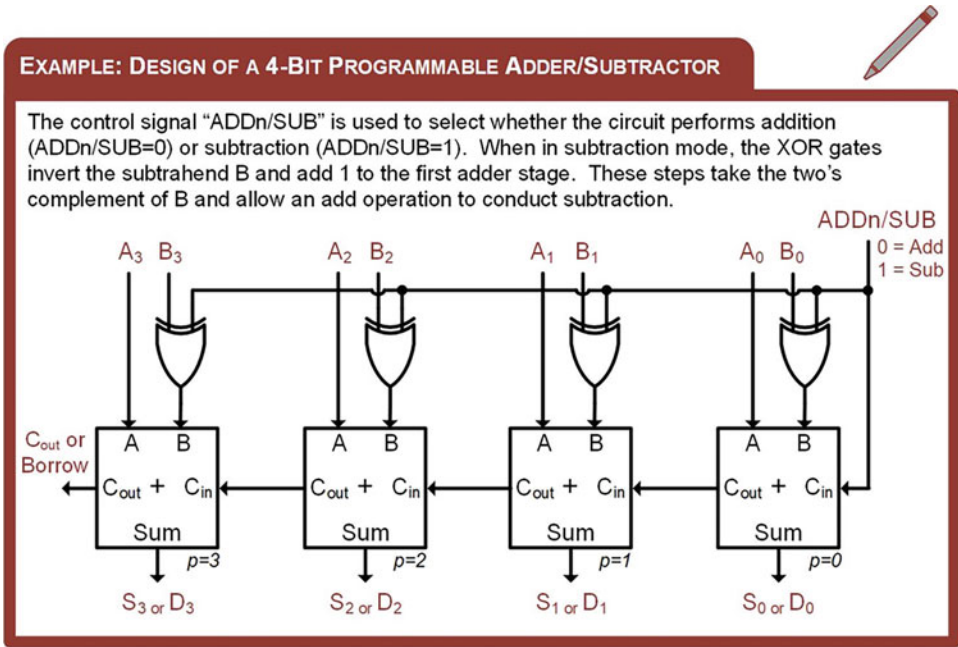 EXAMPLE: DESIGN OF A 4-BIT PROGRAMMABLE ADDER/SUBTRACTOR
The control signal “ADDn/SUB” is used to select whether the circuit performs addition
(ADDn/SUB=0) or subtraction (ADDn/SUB=1). When in subtraction mode, the XOR gates
invert the subtrahend B and add 1 to the first adder stage. These steps take the two’s
complement of B and allow an add operation to conduct subtraction.
ADDn/SUB
0 = Add
1 = Sub
A3 B3 A2 B2 A1 B1 A0 B0
A B A B A B A B
Cout or
Borrow
Cout + Cin Cout + Cin Cout + Cin Cout + Cin
Sum Sum Sum Sum
p=3 p=2 p=1 p=0
S3 or D3 S2 or D2 S1 or D1 S0 or D0